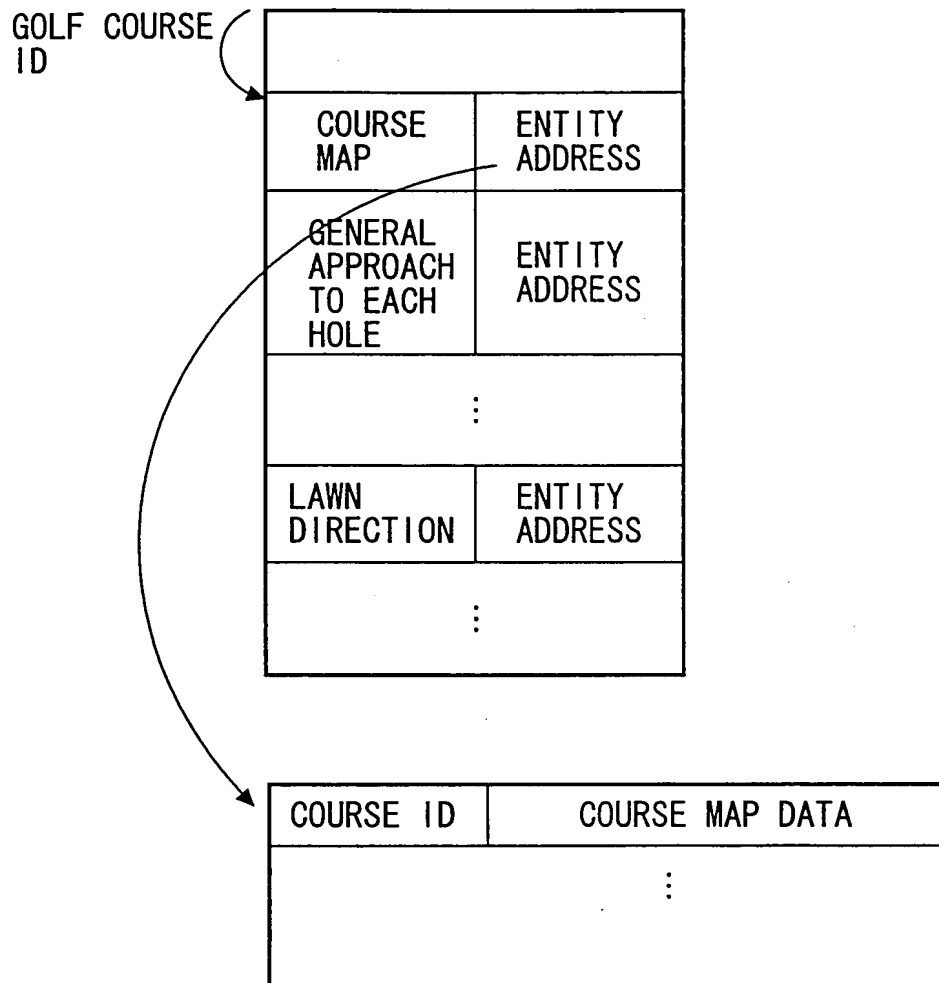 GOLF COURSE
ID
COURSE
MAP
ENTITY
ADDRESS
GENERAL
APPROACH
TO EACH
HOLE
ENTITY
ADDRESS
⋮
LAWN
DIRECTION
ENTITY
ADDRESS
⋮
COURSE ID
COURSE MAP DATA
⋮